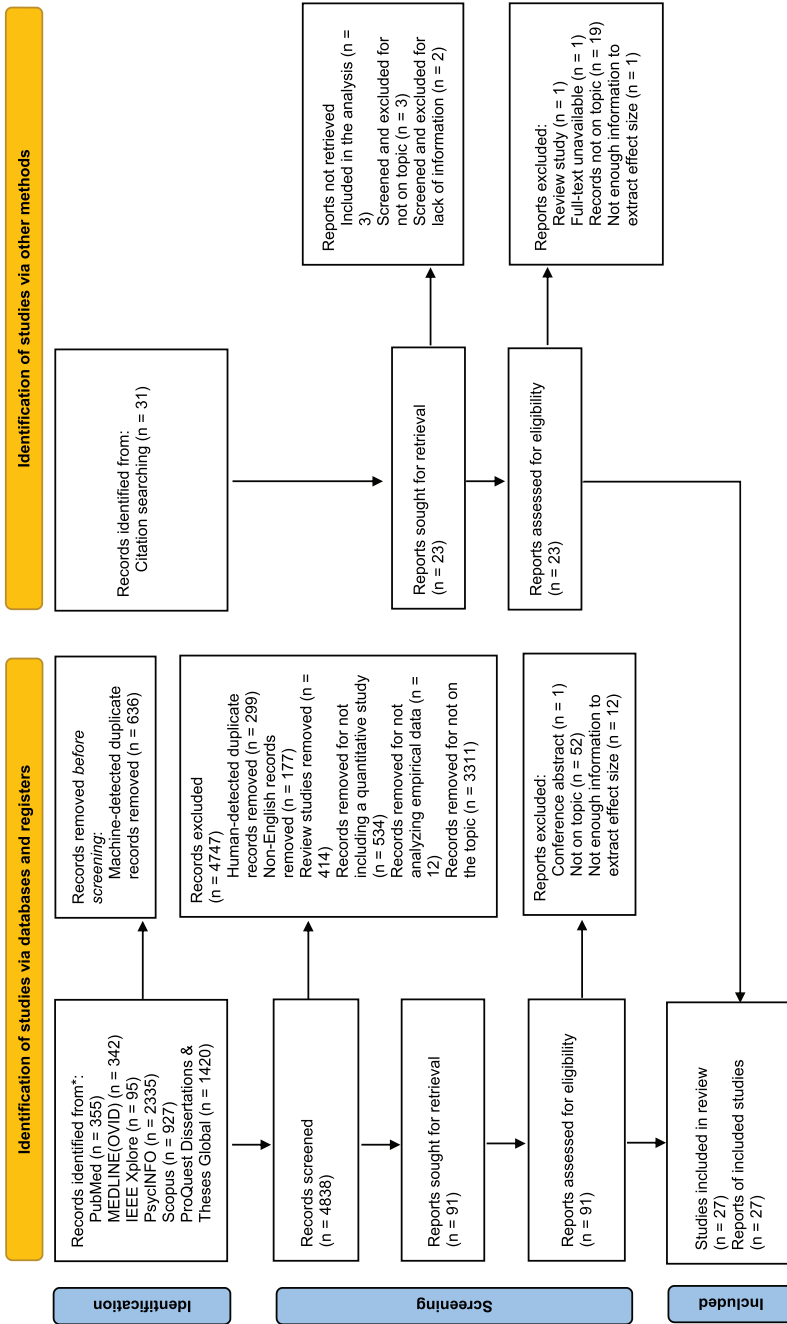 Identification of studies via databases and registers
Identification of studies via other methods
Identification
Records identified from*:
PubMed (n = 355)
MEDLINE(OVID) (n = 342)
IEEE Xplore (n = 95)
PsycINFO (n = 2335)
Scopus (n = 927)
ProQuest Dissertations &
Theses Global (n = 1420)
Records removed before
screening:
Machine-detected duplicate
records removed (n = 636)
Records identified from:
Citation searching (n = 31)
Screening
Records screened
(n = 4838)
Records excluded
(n = 4747)
Human-detected duplicate
records removed (n = 299)
Non-English records
removed (n = 177)
Review studies removed (n =
414)
Records removed for not
including a quantitative study
(n = 534)
Records removed for not
analyzing empirical data (n =
12)
Records removed for not on
the topic (n = 3311)
Reports sought for retrieval
(n = 91)
Reports sought for retrieval
(n = 23)
Reports not retrieved
Included in the analysis (n =
3)
Screened and excluded for
not on topic (n = 3)
Screened and excluded for
lack of information (n = 2)
Reports assessed for eligibility
(n = 91)
Reports excluded:
Conference abstract (n = 1)
Not on topic (n = 52)
Not enough information to
extract effect size (n = 12)
Reports assessed for eligibility
(n = 23)
Reports excluded:
Review study (n = 1)
Full-text unavailable (n = 1)
Records not on topic (n = 19)
Not enough information to
extract effect size (n = 1)
Included
Studies included in review
(n = 27)
Reports of included studies
(n = 27)